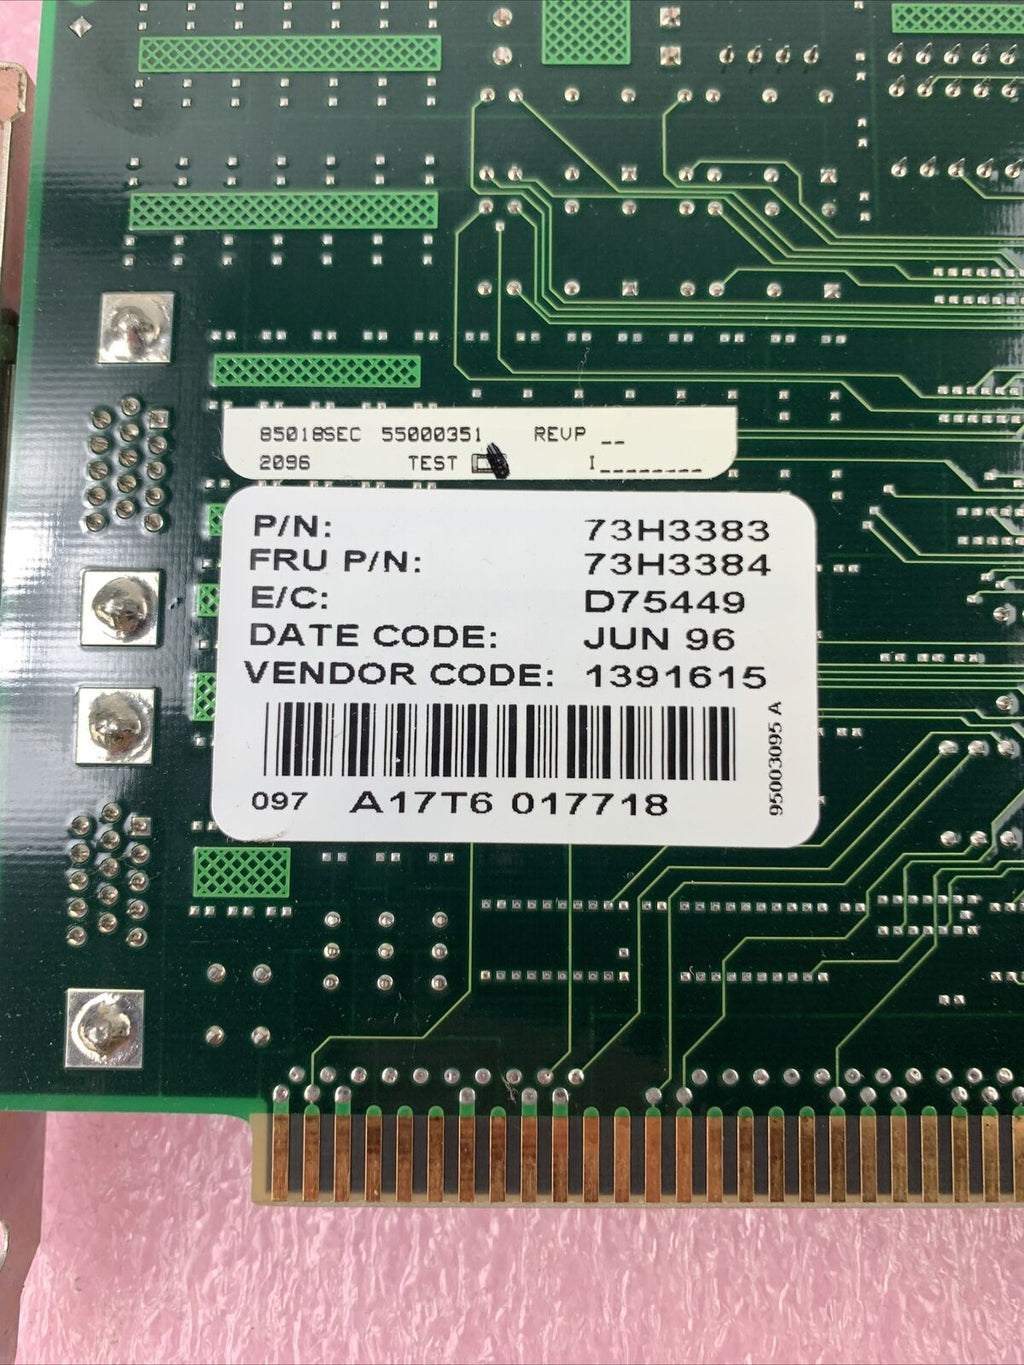 85018SEC 55000351 REVP __
2096 TEST I________
P/N: 73H3383
FRU P/N: 73H3384
E/C: D75449
DATE CODE: JUN 96
VENDOR CODE: 1391615
097 A17T6 017718
95003095 A